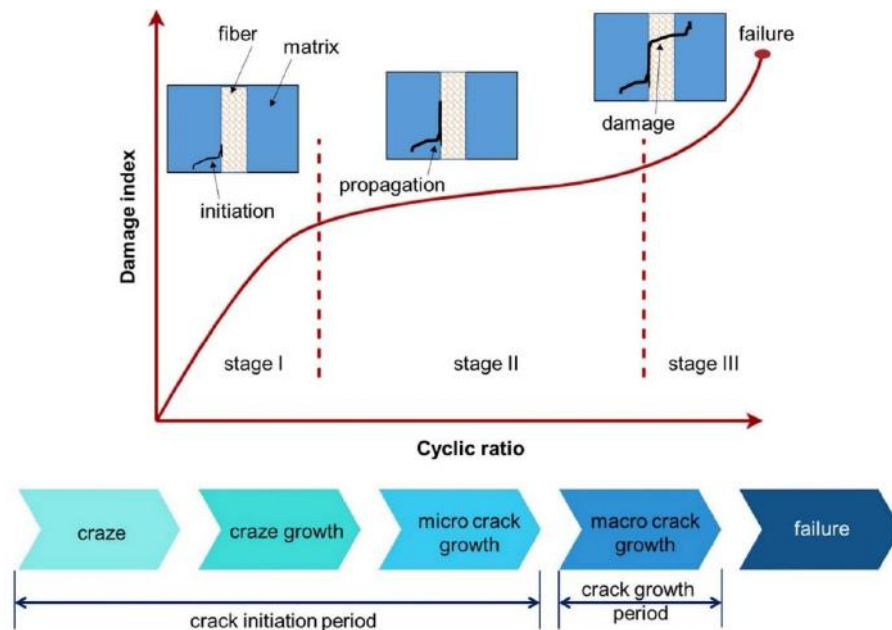 fiber
matrix
failure
damage
propagation
initiation
Damage index
stage I
stage II
stage III
Cyclic ratio
craze
craze growth
micro crack
growth
macro crack
growth
failure
crack initiation period
crack growth
period